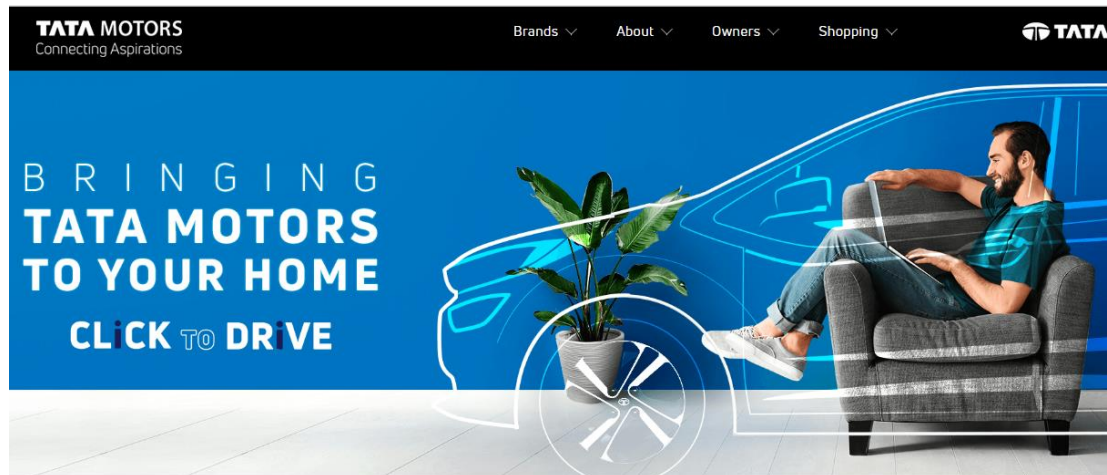 TATA MOTORS
Connecting Aspirations
Brands
About
Owners
Shopping
TATA
BRINGING
TATA MOTORS
TO YOUR HOME
CLiCK TO DRiVE